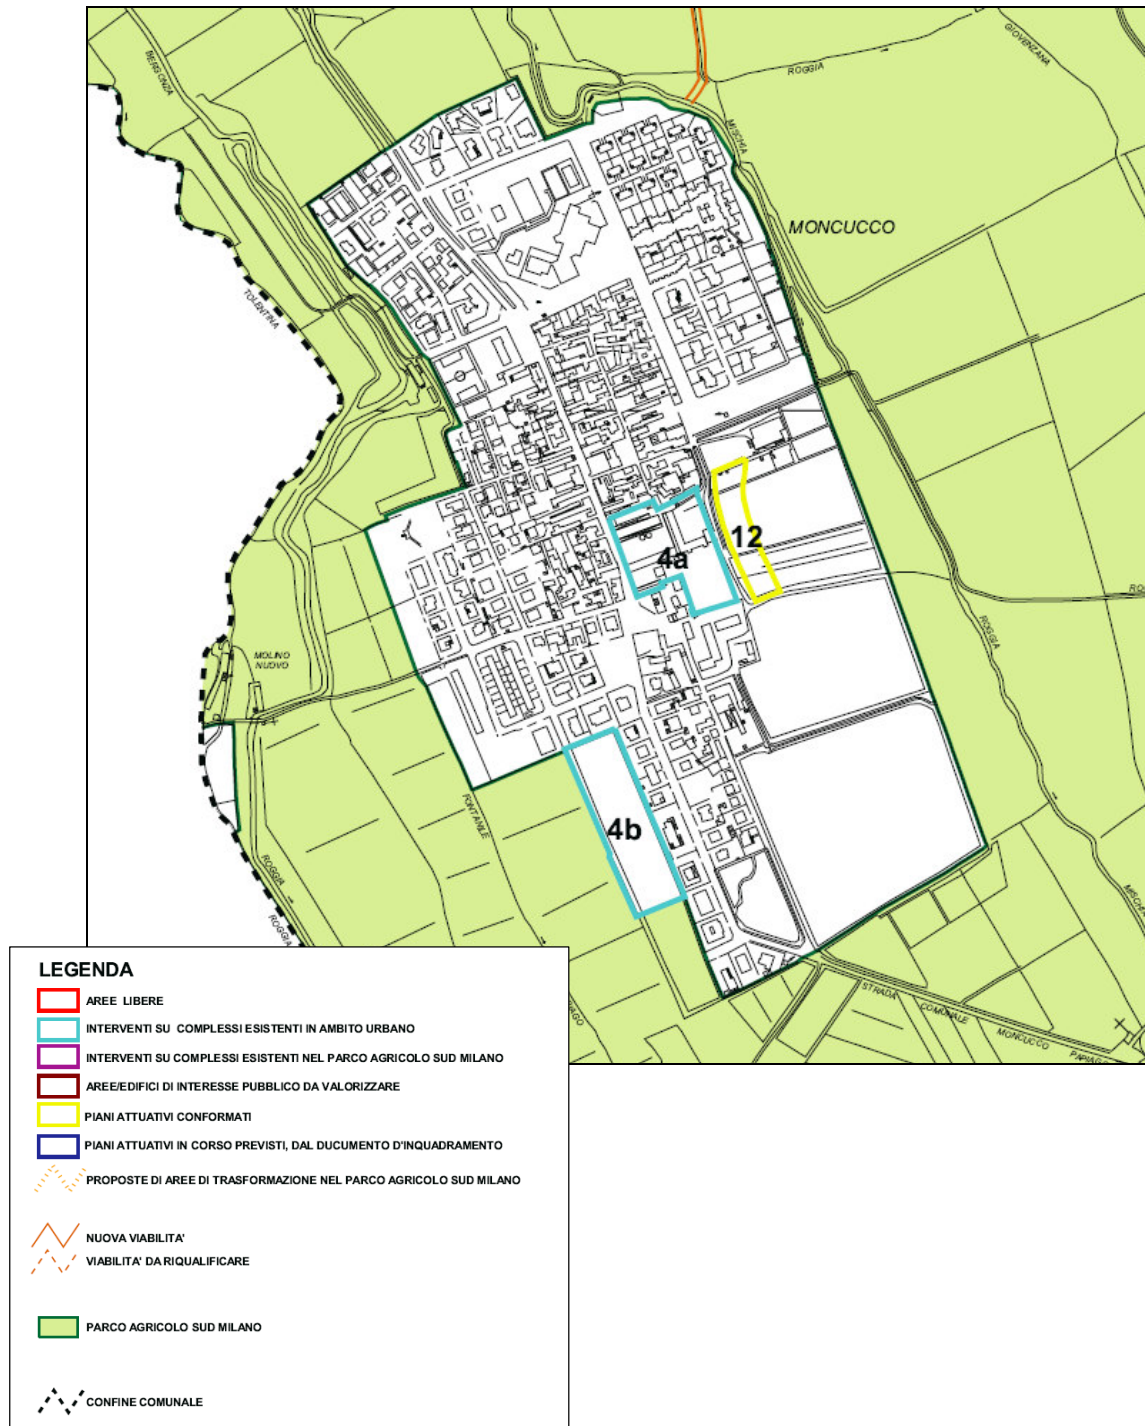 BERGONZA
ROGGIA
GIOVENZANA
MISCHIA
MONCUCCO
TOLENTINA
12
4a
ROGGIA
MOLINO
NUOVO
4b
FONTANILE
ROGGIA
ROGGIA
STRADA
COMUNALE
MONCUCCO
LEGENDA
AREE LIBERE
INTERVENTI SU COMPLESSI ESISTENTI IN AMBITO URBANO
INTERVENTI SU COMPLESSI ESISTENTI NEL PARCO AGRICOLO SUD MILANO
AREE/EDIFICI DI INTERESSE PUBBLICO DA VALORIZZARE
PIANI ATTUATIVI CONFORMATI
PIANI ATTUATIVI IN CORSO PREVISTI, DAL DUCUMENTO D'INQUADRAMENTO
PROPOSTE DI AREE DI TRASFORMAZIONE NEL PARCO AGRICOLO SUD MILANO
NUOVA VIABILITA'
VIABILITA' DA RIQUALIFICARE
PARCO AGRICOLO SUD MILANO
CONFINE COMUNALE